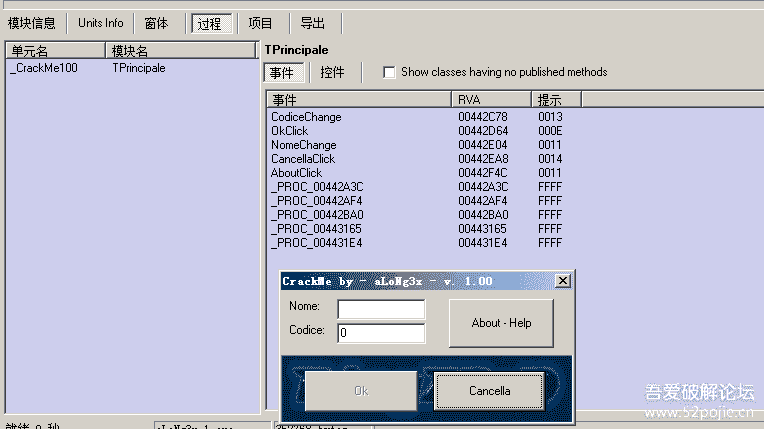 模块信息 Units Info 窗体 过程 项目 导出
单元名 模块名
_CrackMe100 TPrincipale
TPrincipale
事件 控件 Show classes having no published methods
事件 RVA 提示
CodiceChange 00442C78 0013
OkClick 00442D64 000E
NomeChange 00442E04 0011
CancellaClick 00442EA8 0014
AboutClick 00442F4C 0011
_PROC_00442A3C 00442A3C FFFF
_PROC_00442AF4 00442AF4 FFFF
_PROC_00442BA0 00442BA0 FFFF
_PROC_00443165 00443165 FFFF
_PROC_004431E4 004431E4 FFFF
CrackMe by - aLoNg3x - v. 1.00
Nome:
Codice: 0
About - Help
Ok Cancella
吾爱破解论坛
www.52pojie.cn